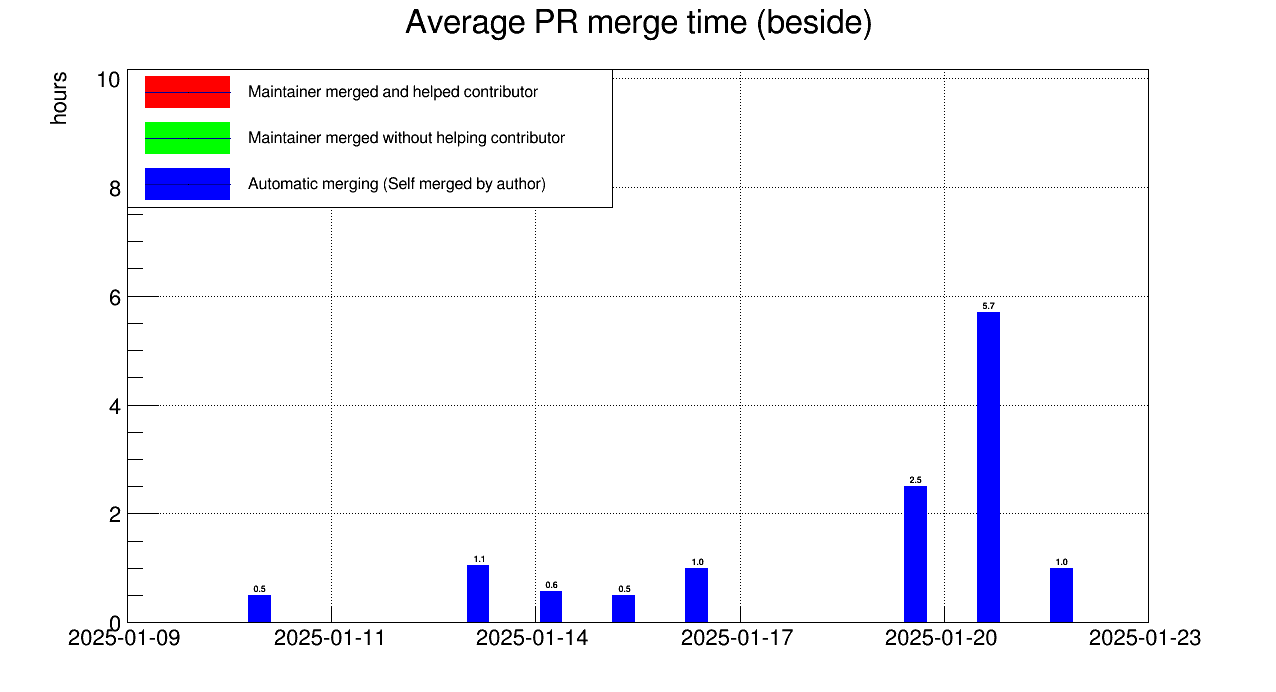 Average PR merge time (beside)
hours
10
8
6
4
2
0
Maintainer merged and helped contributor
Maintainer merged without helping contributor
Automatic merging (Self merged by author)
0.5
1.1
0.6
0.5
1.0
2.5
5.7
1.0
2025-01-09 2025-01-11 2025-01-14 2025-01-17 2025-01-20 2025-01-23